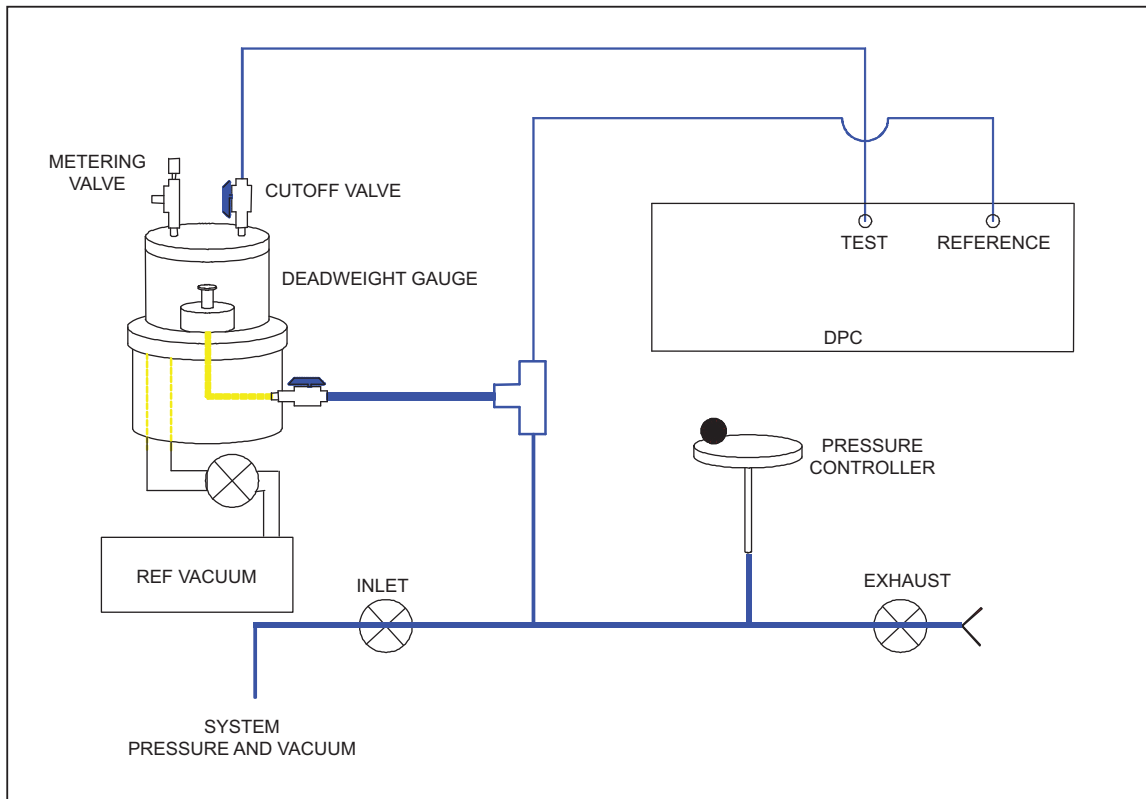 METERING
VALVE
CUTOFF VALVE
TEST
REFERENCE
DEADWEIGHT GAUGE
DPC
PRESSURE
CONTROLLER
REF VACUUM
INLET
EXHAUST
SYSTEM
PRESSURE AND VACUUM